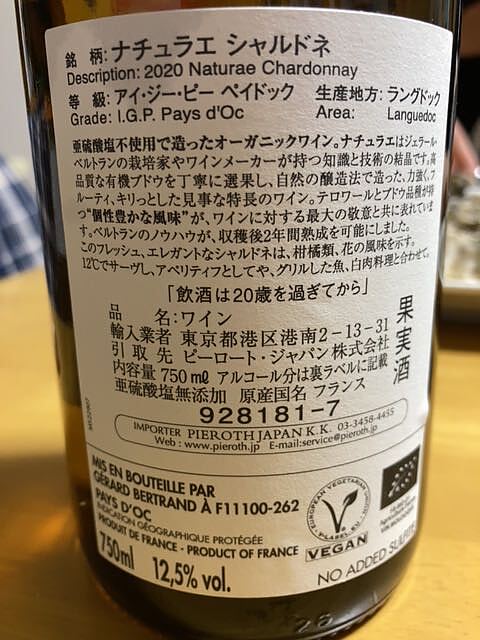 銘 柄:ナチュラエ シャルドネ
Description: 2020 Naturae Chardonnay
等 級:アイ・ジー・ピー ペイドック 生産地方:ラングドック
Grade: I.G.P. Pays d'Oc Area: Languedoc
亜硫酸塩不使用で造ったオーガニックワイン。ナチュラエはジェラール・
ベルトランの栽培家やワインメーカーが持つ知識と技術の結晶です。高
品質な有機ブドウを丁寧に選果し、自然の醸造法で造った、力強く、フル
ーティ、キリっとした見事な特長のワイン。テロワールとブドウ品種が持
つ"個性豊かな風味"が、ワインに対する最大の敬意と共に表れていま
す。ベルトランのノウハウが、収穫後2年間熟成を可能にしました。
このフレッシュ、エレガントなシャルドネは、柑橘類、花の風味を示す。
12℃でサーヴし、アペリティフとしてや、グリルした魚、白肉料理と合わせて。
「飲酒は20歳を過ぎてから」
品 名:ワイン
輸入業者 東京都港区港南2-13-31
引 取 先 ピーロート・ジャパン株式会社
内容量 750㎖ アルコール分は裏ラベルに記載
亜硫酸塩無添加 原産国名 フランス
果実酒
928181-7
IMPORTER PIEROTH JAPAN K.K. 03-3458-4455
Web : www.pieroth.jp E-mail:service@pieroth.jp
MIS EN BOUTEILLE PAR
GÉRARD BERTRAND À F11100-262
PAYS D'OC
INDICATION GÉOGRAPHIQUE PROTÉGÉE
PRODUIT DE FRANCE - PRODUCT OF FRANCE
750ml 12,5% vol.
EUROPEAN VEGETARIAN UNION
VEGAN
NO ADDED SULFITE
26